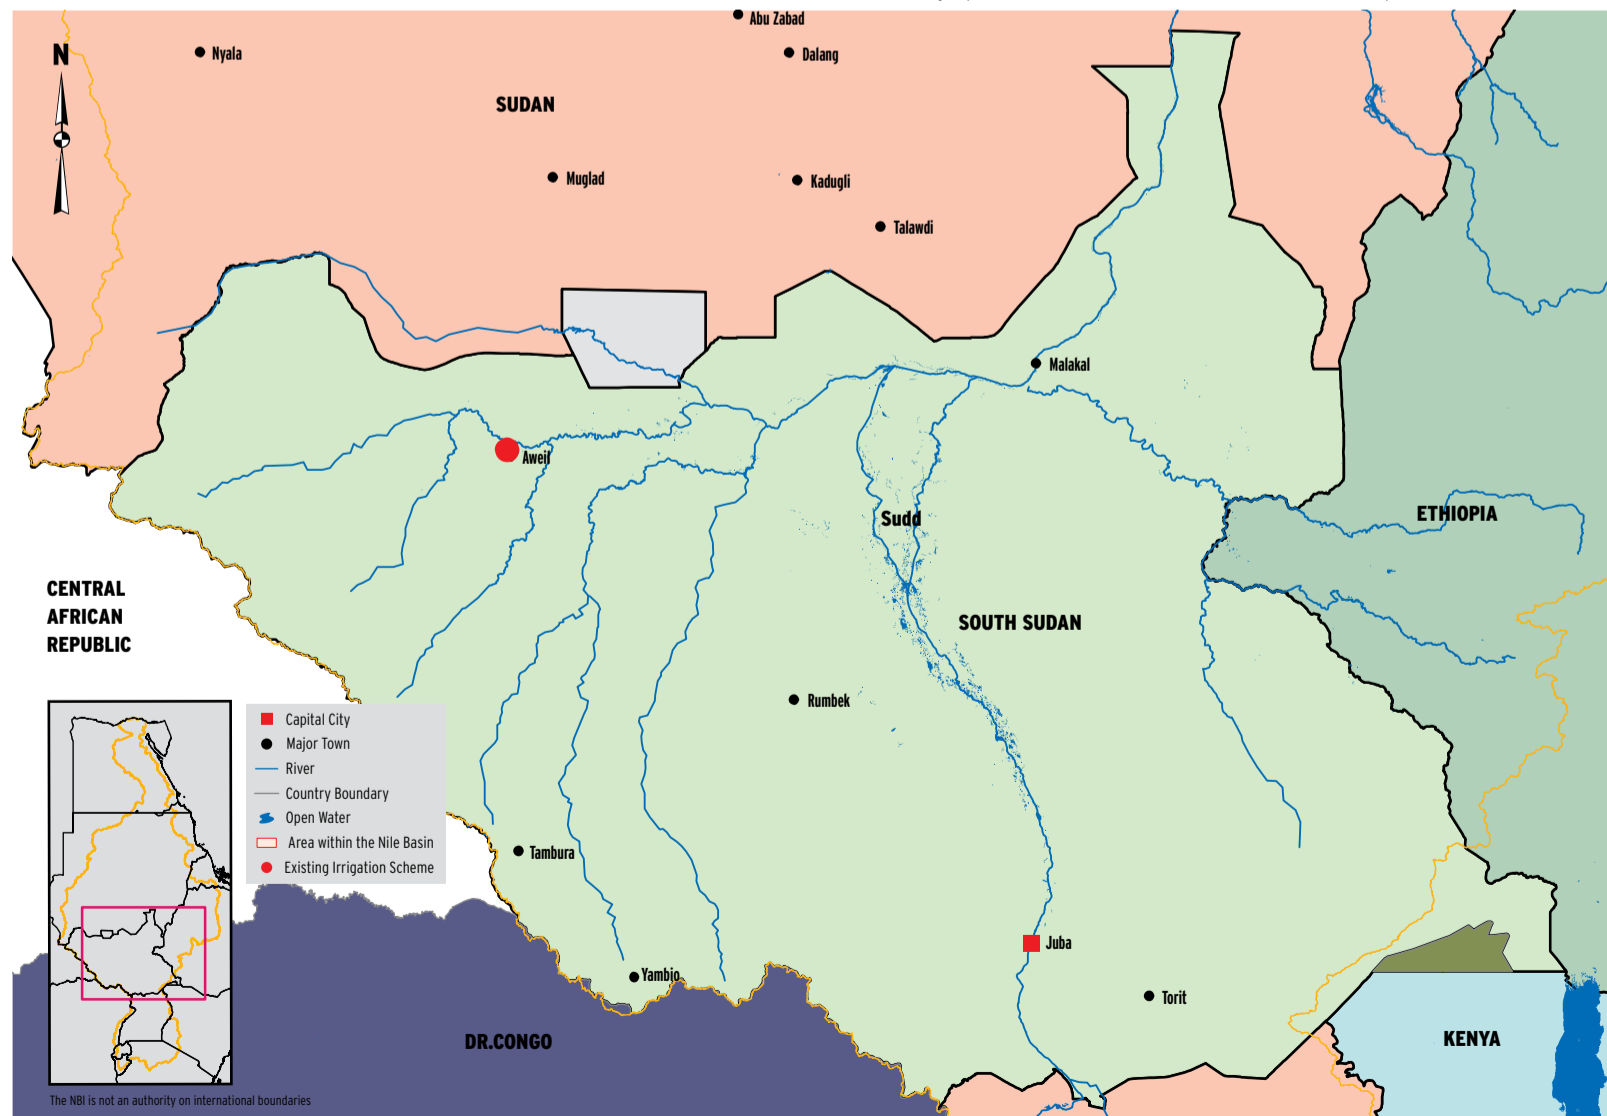 Abu Zabad
N
Nyala
Dalang
SUDAN
Muglad
Kadugli
Talawdi
Malakal
Aweil
ETHIOPIA
Sudd
CENTRAL
AFRICAN
REPUBLIC
SOUTH SUDAN
Rumbek
Capital City
Major Town
River
Country Boundary
Open Water
Area within the Nile Basin
Existing Irrigation Scheme
Tambura
Juba
Yambio
Torit
DR.CONGO
KENYA
The NBI is not an authority on international boundaries